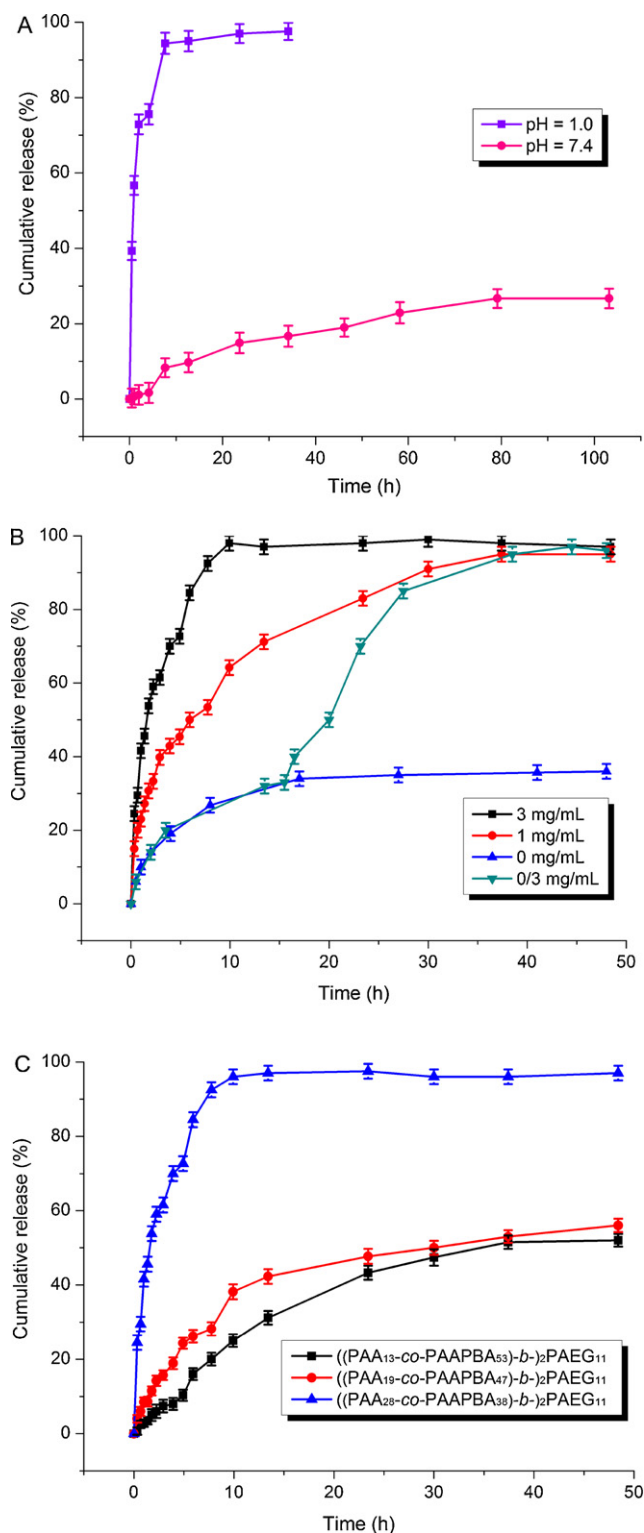 A
Cumulative release (%)
100
80
60
40
20
0
pH = 1.0
pH = 7.4
0 20 40 60 80 100
Time (h)
B
Cumulative release (%)
100
80
60
40
20
0
3 mg/mL
1 mg/mL
0 mg/mL
0/3 mg/mL
0 10 20 30 40 50
Time (h)
C
Cumulative release (%)
100
80
60
40
20
0
((PAA₁₃-co-PAAPBA₅₃)-b-)₂PAEG₁₁
((PAA₁₉-co-PAAPBA₄₇)-b-)₂PAEG₁₁
((PAA₂₈-co-PAAPBA₃₈)-b-)₂PAEG₁₁
0 10 20 30 40 50
Time (h)